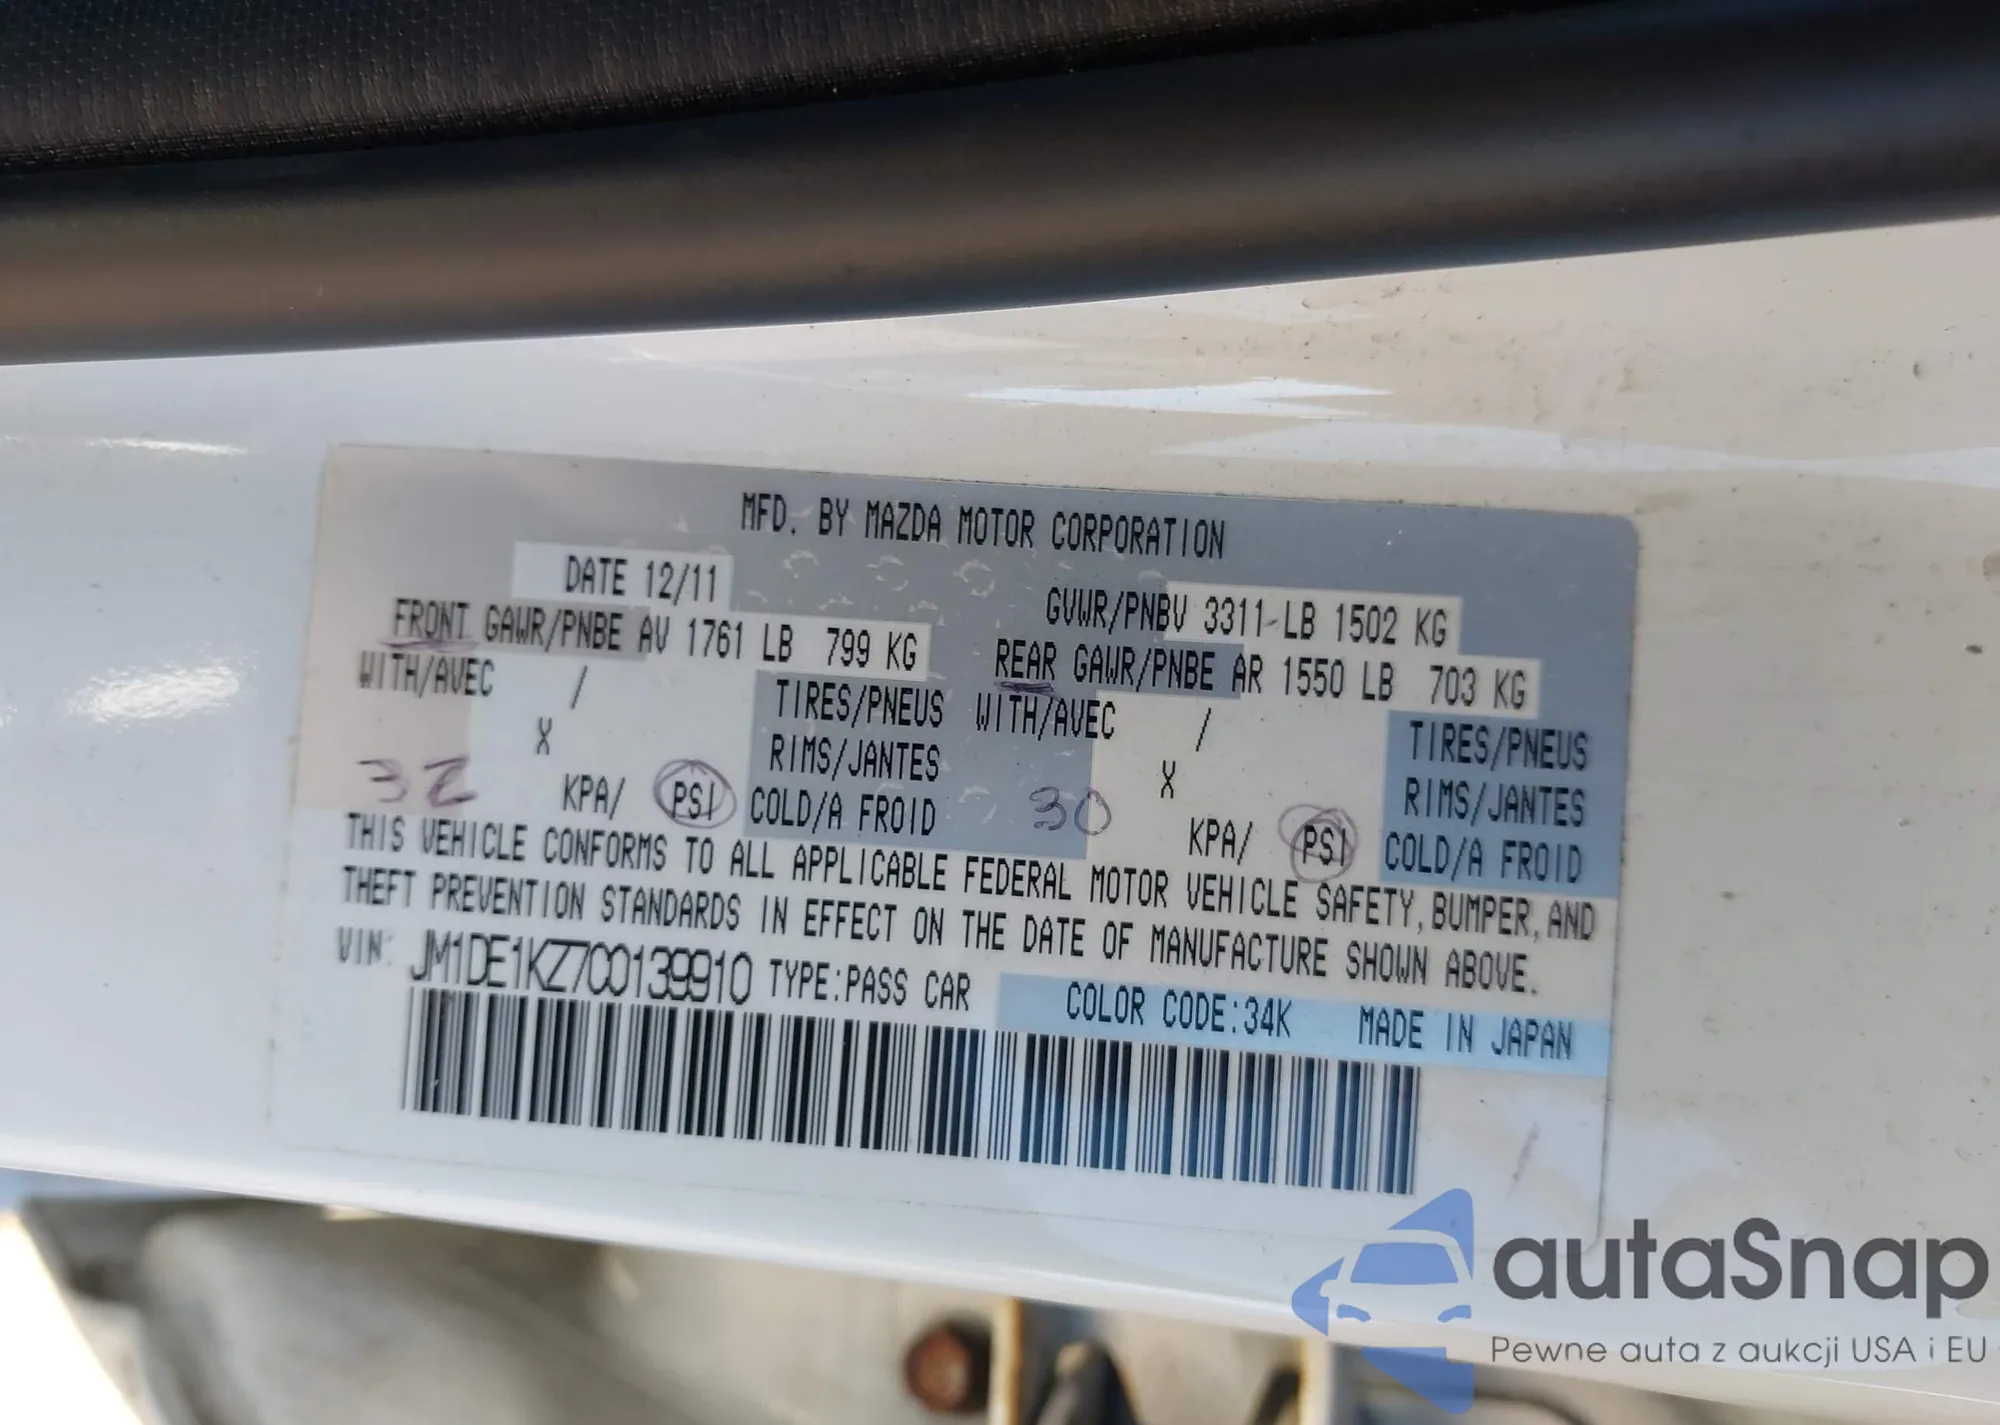 MFD. BY MAZDA MOTOR CORPORATION
DATE 12/11 GVWR/PNBV 3311-LB 1502 KG
FRONT GAWR/PNBE AV 1761 LB 799 KG REAR GAWR/PNBE AR 1550 LB 703 KG
WITH/AVEC / TIRES/PNEUS WITH/AVEC / TIRES/PNEUS
X RIMS/JANTES X RIMS/JANTES
32 KPA/ PSI COLD/A FROID 30 KPA/ PSI COLD/A FROID
THIS VEHICLE CONFORMS TO ALL APPLICABLE FEDERAL MOTOR VEHICLE SAFETY, BUMPER, AND
THEFT PREVENTION STANDARDS IN EFFECT ON THE DATE OF MANUFACTURE SHOWN ABOVE.
VIN: JM1DE1KZ7C0139910 TYPE:PASS CAR COLOR CODE:34K MADE IN JAPAN
autaSnap
Pewne auta z aukcji USA i EU